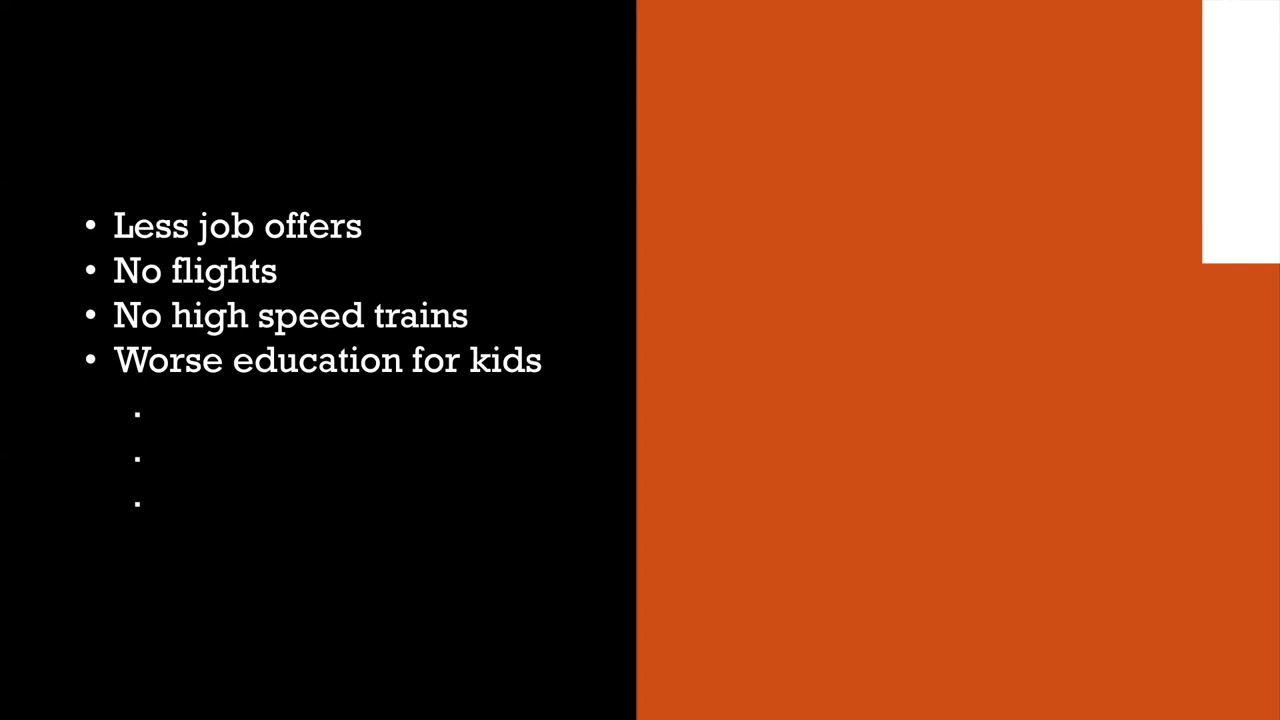 • Less job offers
• No flights
• No high speed trains
• Worse education for kids
.
.
.